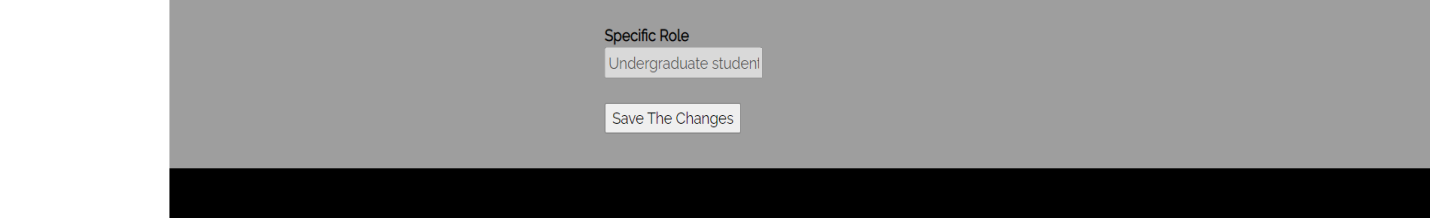 Specific Role
Undergraduate student
Save The Changes